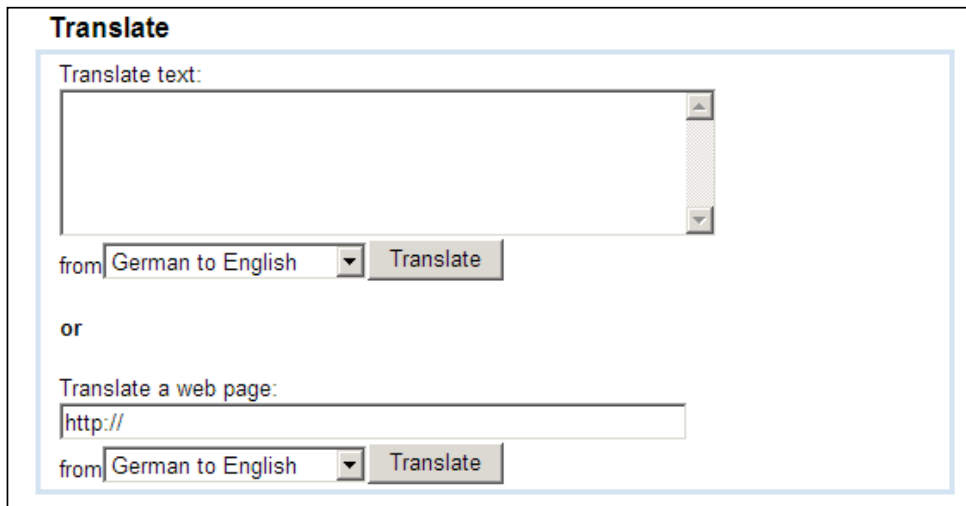 Translate
Translate text:
from German to English Translate
or
Translate a web page:
http://
from German to English Translate